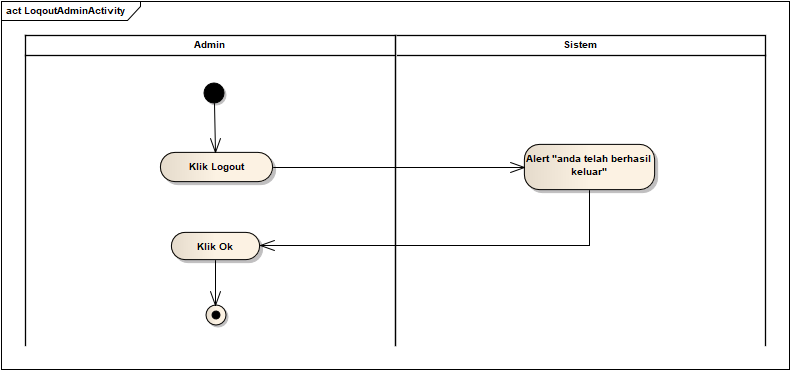 act LoqoutAdminActivity
Admin
Sistem
Klik Logout
Alert "anda telah berhasil
keluar"
Klik Ok